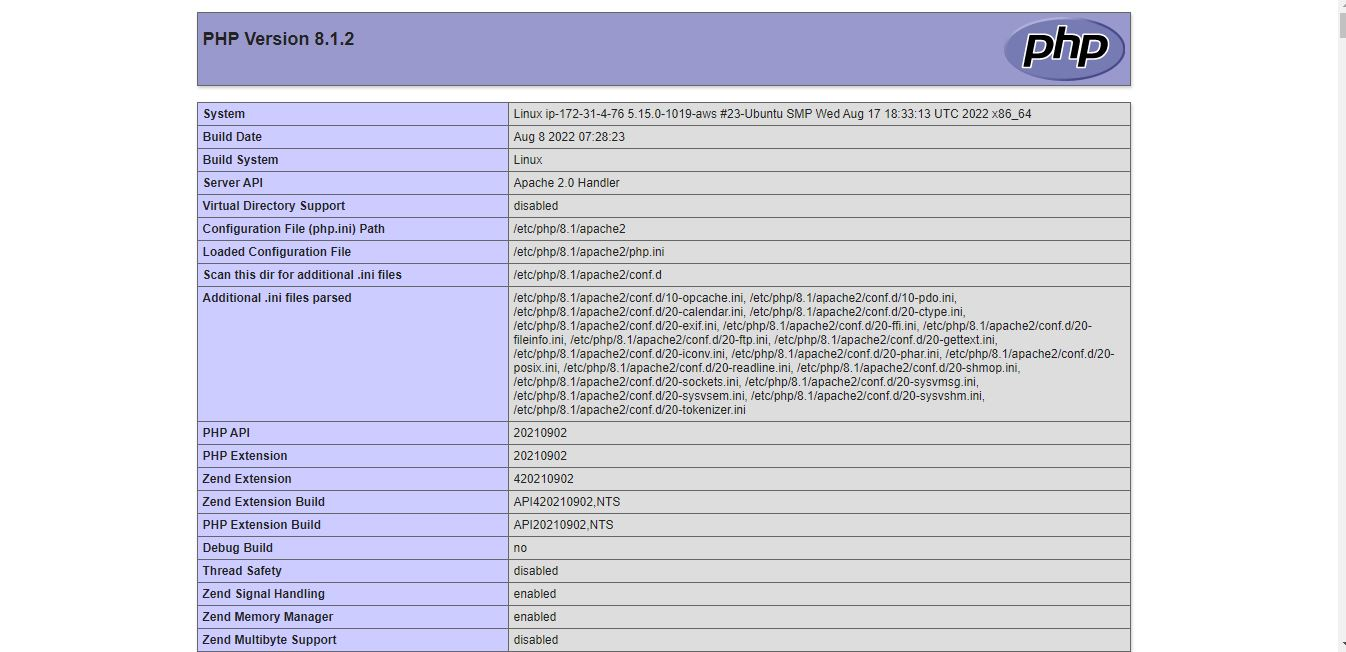 PHP Version 8.1.2
php
System Linux ip-172-31-4-76 5.15.0-1019-aws #23-Ubuntu SMP Wed Aug 17 18:33:13 UTC 2022 x86_64
Build Date Aug 8 2022 07:28:23
Build System Linux
Server API Apache 2.0 Handler
Virtual Directory Support disabled
Configuration File (php.ini) Path /etc/php/8.1/apache2
Loaded Configuration File /etc/php/8.1/apache2/php.ini
Scan this dir for additional .ini files /etc/php/8.1/apache2/conf.d
Additional .ini files parsed /etc/php/8.1/apache2/conf.d/10-opcache.ini, /etc/php/8.1/apache2/conf.d/10-pdo.ini,
/etc/php/8.1/apache2/conf.d/20-calendar.ini, /etc/php/8.1/apache2/conf.d/20-ctype.ini,
/etc/php/8.1/apache2/conf.d/20-exif.ini, /etc/php/8.1/apache2/conf.d/20-ffi.ini, /etc/php/8.1/apache2/conf.d/20-
fileinfo.ini, /etc/php/8.1/apache2/conf.d/20-ftp.ini, /etc/php/8.1/apache2/conf.d/20-gettext.ini,
/etc/php/8.1/apache2/conf.d/20-iconv.ini, /etc/php/8.1/apache2/conf.d/20-phar.ini, /etc/php/8.1/apache2/conf.d/20-
posix.ini, /etc/php/8.1/apache2/conf.d/20-readline.ini, /etc/php/8.1/apache2/conf.d/20-shmop.ini,
/etc/php/8.1/apache2/conf.d/20-sockets.ini, /etc/php/8.1/apache2/conf.d/20-sysvmsg.ini,
/etc/php/8.1/apache2/conf.d/20-sysvsem.ini, /etc/php/8.1/apache2/conf.d/20-sysvshm.ini,
/etc/php/8.1/apache2/conf.d/20-tokenizer.ini
PHP API 20210902
PHP Extension 20210902
Zend Extension 420210902
Zend Extension Build API420210902,NTS
PHP Extension Build API20210902,NTS
Debug Build no
Thread Safety disabled
Zend Signal Handling enabled
Zend Memory Manager enabled
Zend Multibyte Support disabled